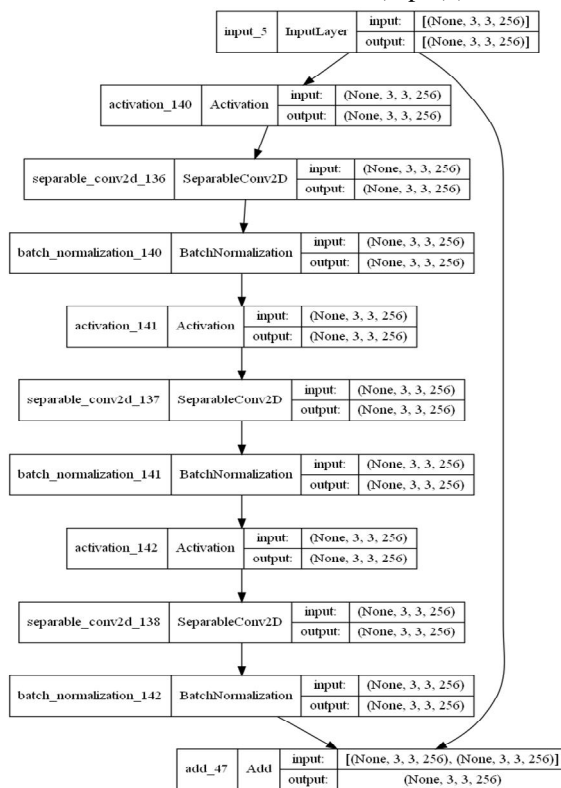 input_5 InputLayer input: [(None, 3, 3, 256)]
output: [(None, 3, 3, 256)]
activation_140 Activation input: (None, 3, 3, 256)
output: (None, 3, 3, 256)
separable_conv2d_136 SeparableConv2D input: (None, 3, 3, 256)
output: (None, 3, 3, 256)
batch_normalization_140 BatchNormalization input: (None, 3, 3, 256)
output: (None, 3, 3, 256)
activation_141 Activation input: (None, 3, 3, 256)
output: (None, 3, 3, 256)
separable_conv2d_137 SeparableConv2D input: (None, 3, 3, 256)
output: (None, 3, 3, 256)
batch_normalization_141 BatchNormalization input: (None, 3, 3, 256)
output: (None, 3, 3, 256)
activation_142 Activation input: (None, 3, 3, 256)
output: (None, 3, 3, 256)
separable_conv2d_138 SeparableConv2D input: (None, 3, 3, 256)
output: (None, 3, 3, 256)
batch_normalization_142 BatchNormalization input: (None, 3, 3, 256)
output: (None, 3, 3, 256)
add_47 Add input: [(None, 3, 3, 256), (None, 3, 3, 256)]
output: (None, 3, 3, 256)